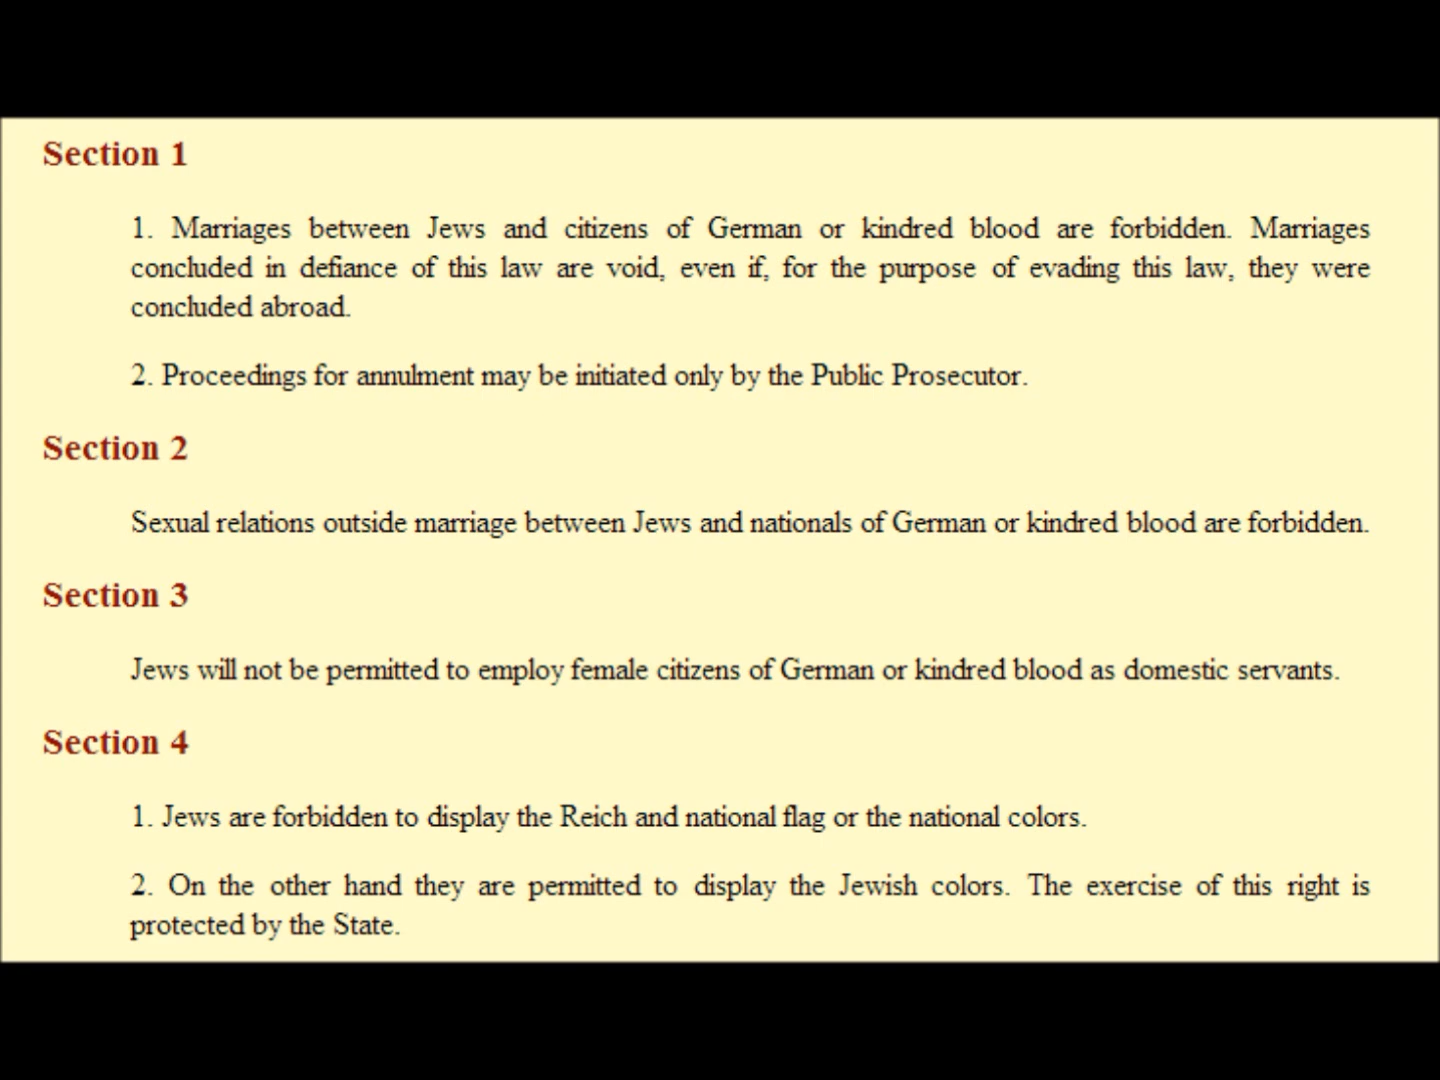 Section 1
1. Marriages between Jews and citizens of German or kindred blood are forbidden. Marriages
concluded in defiance of this law are void, even if, for the purpose of evading this law, they were
concluded abroad.
2. Proceedings for annulment may be initiated only by the Public Prosecutor.
Section 2
Sexual relations outside marriage between Jews and nationals of German or kindred blood are forbidden.
Section 3
Jews will not be permitted to employ female citizens of German or kindred blood as domestic servants.
Section 4
1. Jews are forbidden to display the Reich and national flag or the national colors.
2. On the other hand they are permitted to display the Jewish colors. The exercise of this right is
protected by the State.